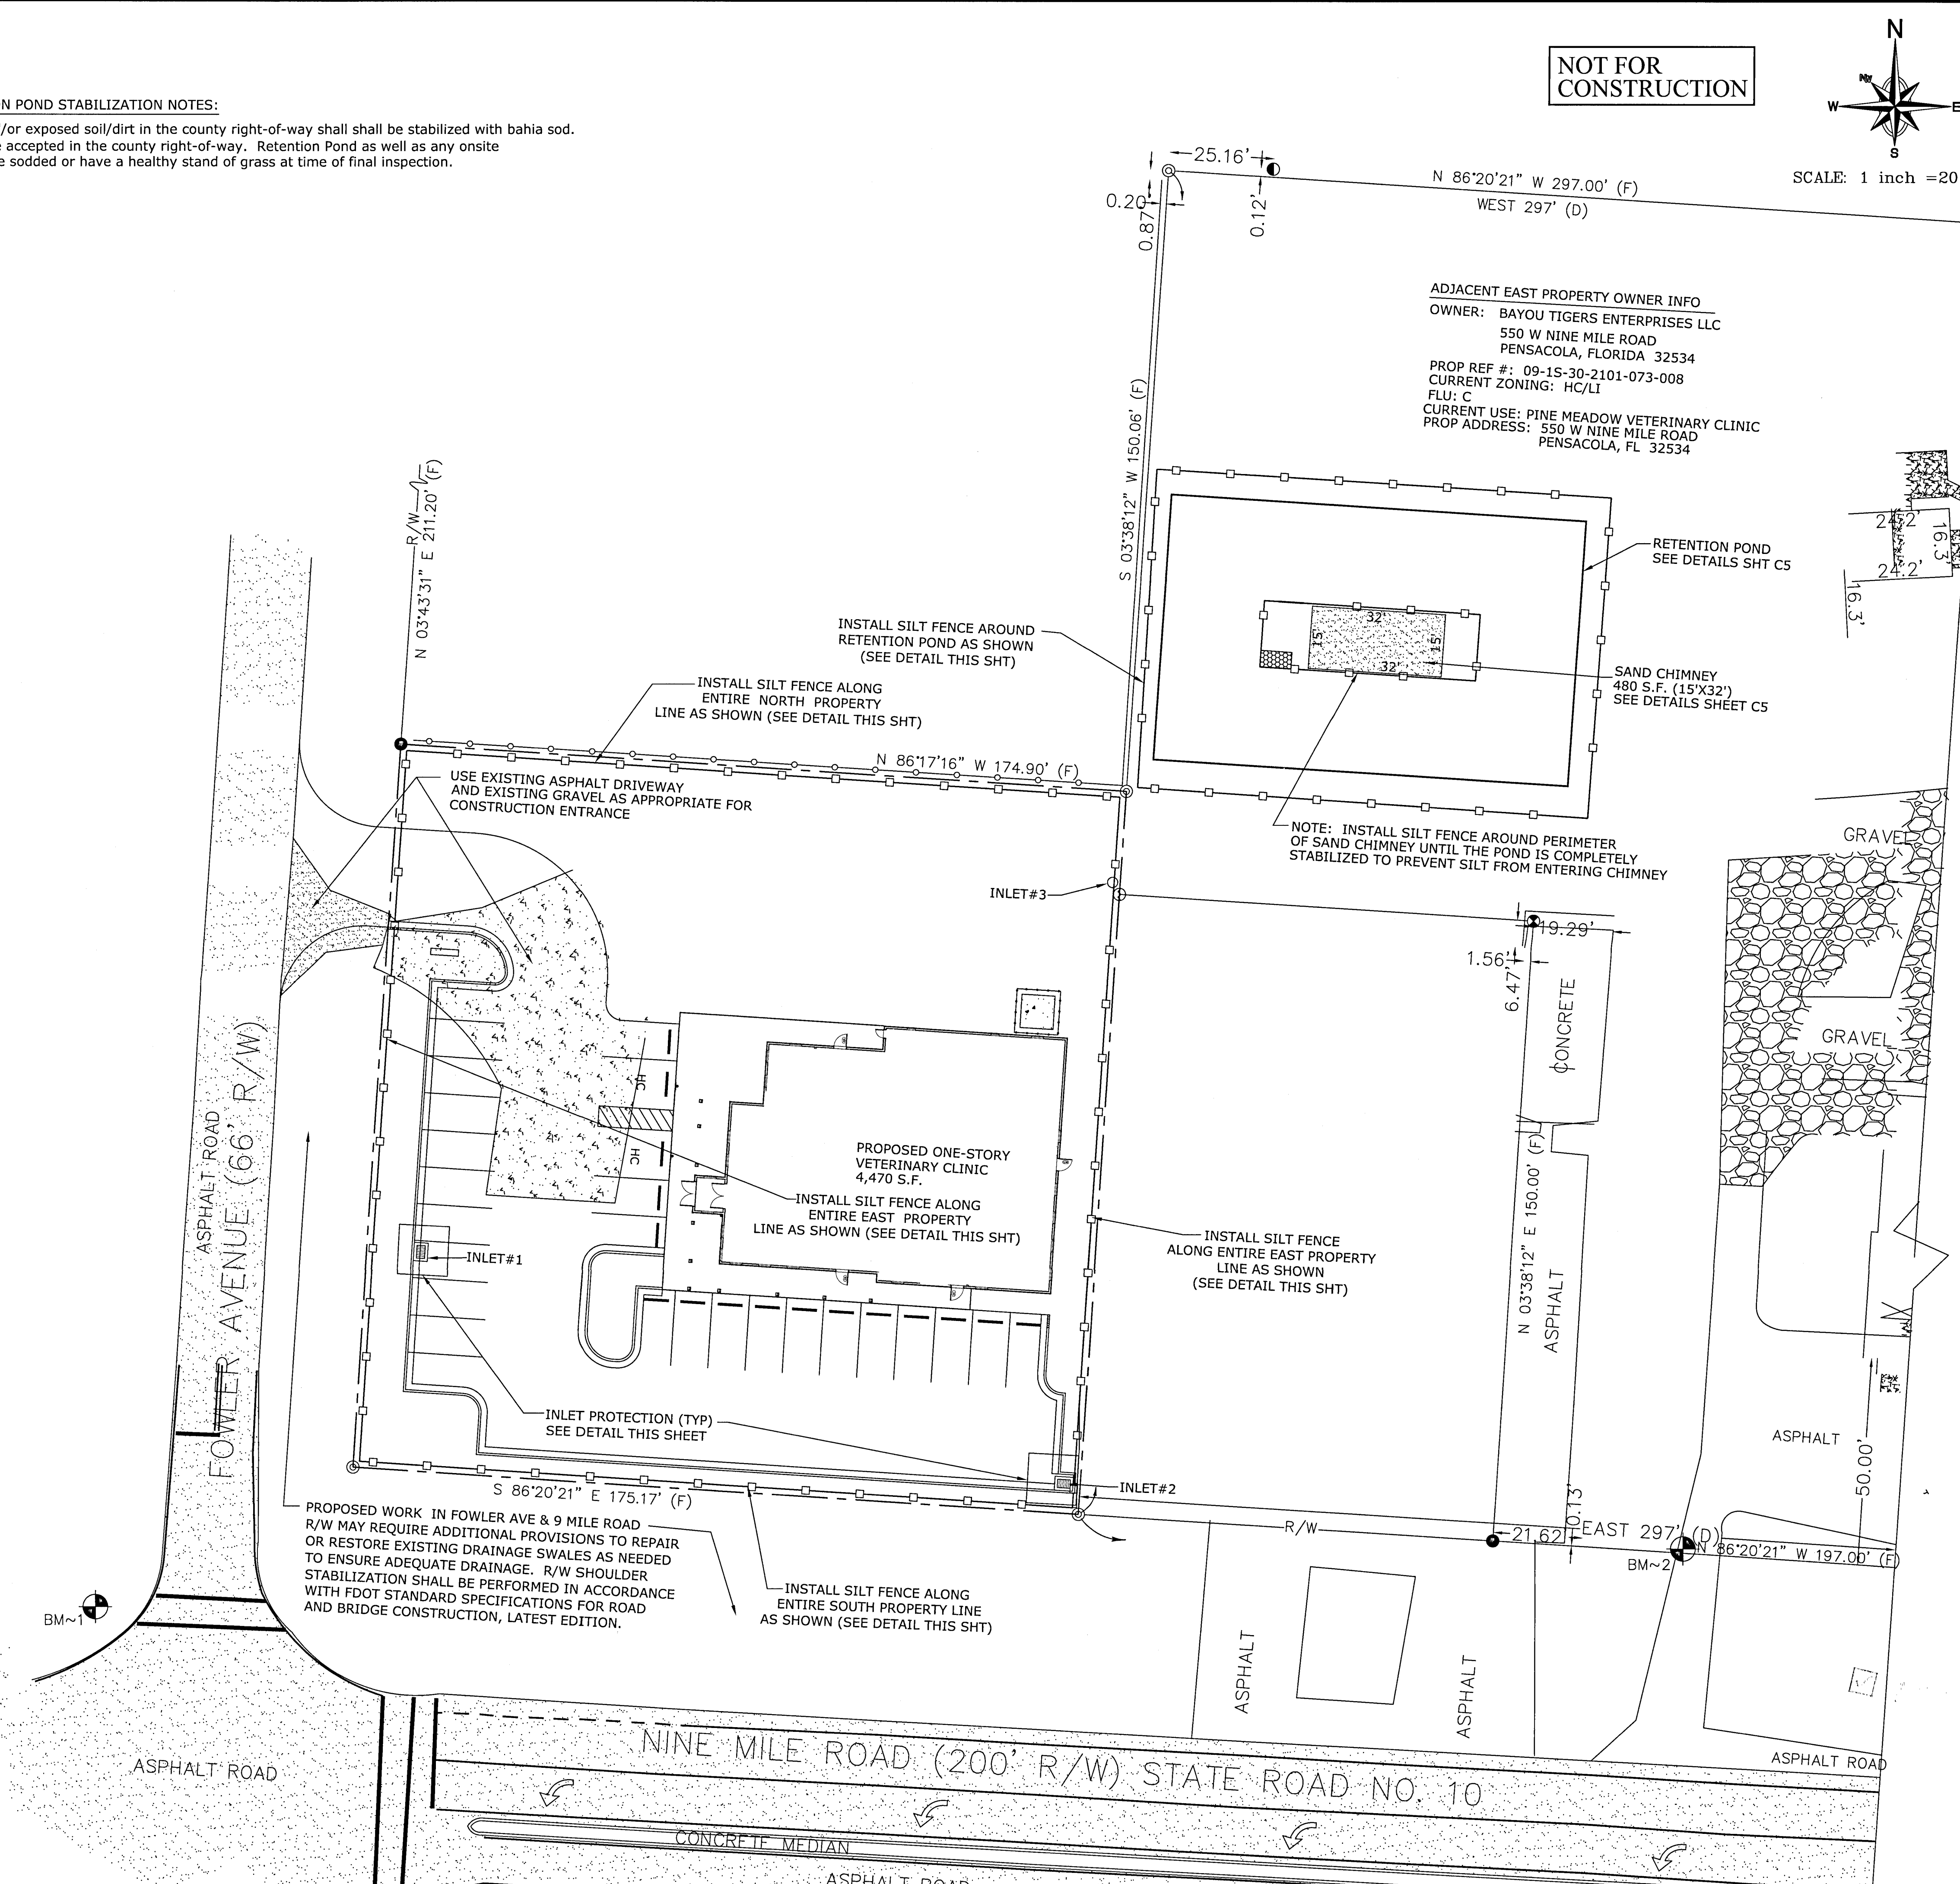 NOT FOR
CONSTRUCTION
N
NW
W
E
S
SCALE: 1 inch =20
N POND STABILIZATION NOTES:
/or exposed soil/dirt in the county right-of-way shall shall be stabilized with bahia sod.
accepted in the county right-of-way. Retention Pond as well as any onsite
e sodded or have a healthy stand of grass at time of final inspection.
25.16'
0.20'
0.87'
0.12'
N 86°20'21" W 297.00' (F)
WEST 297' (D)
ADJACENT EAST PROPERTY OWNER INFO
OWNER: BAYOU TIGERS ENTERPRISES LLC
550 W NINE MILE ROAD
PENSACOLA, FLORIDA 32534
PROP REF #: 09-1S-30-2101-073-008
CURRENT ZONING: HC/LI
FLU: C
CURRENT USE: PINE MEADOW VETERINARY CLINIC
PROP ADDRESS: 550 W NINE MILE ROAD
PENSACOLA, FL 32534
R/W
N 03°43'31" E 211.20' (F)
S 03°38'12" W 150.06' (F)
24.2'
16.3'
24.2'
16.3'
RETENTION POND
SEE DETAILS SHT C5
INSTALL SILT FENCE AROUND
RETENTION POND AS SHOWN
(SEE DETAIL THIS SHT)
32'
15'
15'
32'
SAND CHIMNEY
480 S.F. (15'X32')
SEE DETAILS SHEET C5
INSTALL SILT FENCE ALONG
ENTIRE NORTH PROPERTY
LINE AS SHOWN (SEE DETAIL THIS SHT)
N 86°17'16" W 174.90' (F)
USE EXISTING ASPHALT DRIVEWAY
AND EXISTING GRAVEL AS APPROPRIATE FOR
CONSTRUCTION ENTRANCE
NOTE: INSTALL SILT FENCE AROUND PERIMETER
OF SAND CHIMNEY UNTIL THE POND IS COMPLETELY
STABILIZED TO PREVENT SILT FROM ENTERING CHIMNEY
GRAVEL
INLET#3
19.29'
1.56'
6.47'
CONCRETE
GRAVEL
ASPHALT ROAD
FOWLER AVENUE (66' R/W)
HC
HC
PROPOSED ONE-STORY
VETERINARY CLINIC
4,470 S.F.
INSTALL SILT FENCE ALONG
ENTIRE EAST PROPERTY
LINE AS SHOWN (SEE DETAIL THIS SHT)
INSTALL SILT FENCE
ALONG ENTIRE EAST PROPERTY
LINE AS SHOWN
(SEE DETAIL THIS SHT)
N 03°38'12" E 150.00' (F)
ASPHALT
INLET#1
INLET PROTECTION (TYP)
SEE DETAIL THIS SHEET
ASPHALT
50.00'
S 86°20'21" E 175.17' (F)
INLET#2
R/W
21.62'
0.13'
EAST 297' (D)
N 86°20'21" W 197.00' (F)
BM~2
PROPOSED WORK IN FOWLER AVE & 9 MILE ROAD
R/W MAY REQUIRE ADDITIONAL PROVISIONS TO REPAIR
OR RESTORE EXISTING DRAINAGE SWALES AS NEEDED
TO ENSURE ADEQUATE DRAINAGE. R/W SHOULDER
STABILIZATION SHALL BE PERFORMED IN ACCORDANCE
WITH FDOT STANDARD SPECIFICATIONS FOR ROAD
AND BRIDGE CONSTRUCTION, LATEST EDITION.
INSTALL SILT FENCE ALONG
ENTIRE SOUTH PROPERTY LINE
AS SHOWN (SEE DETAIL THIS SHT)
BM~1
ASPHALT
ASPHALT
ASPHALT ROAD
NINE MILE ROAD (200' R/W) STATE ROAD NO. 10
ASPHALT ROAD
CONCRETE MEDIAN
ASPHALT ROAD